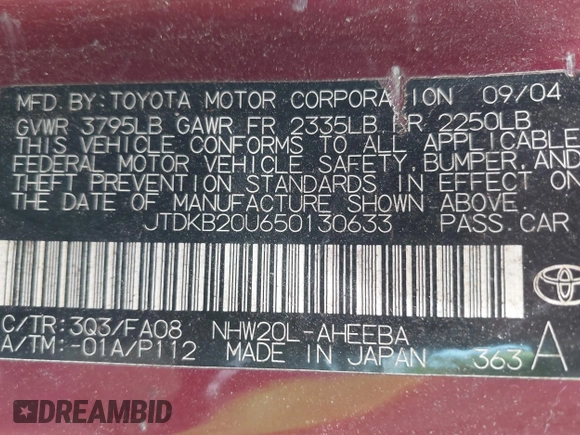 MFD. BY: TOYOTA MOTOR CORPORATION 09/04
GVWR 3795LB GAWR FR 2335LB RR 2250LB
THIS VEHICLE CONFORMS TO ALL APPLICABLE
FEDERAL MOTOR VEHICLE SAFETY, BUMPER, AND
THEFT PREVENTION STANDARDS IN EFFECT ON
THE DATE OF MANUFACTURE SHOWN ABOVE.
JTDKB20U650130633 PASS. CAR
C/TR: 3Q3/FA08 NHW20L-AHEEBA
A/TM: -01A/P112 MADE IN JAPAN 363 A
DREAMBID